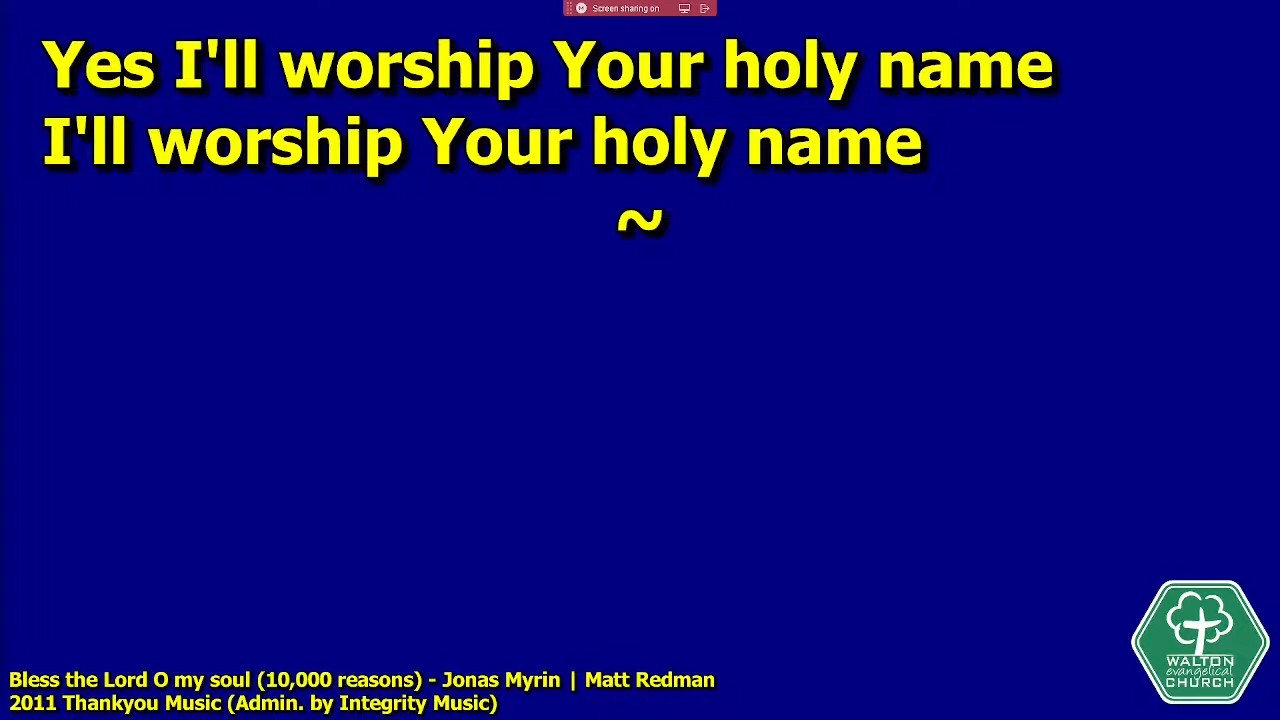 Screen sharing on
Yes I'll worship Your holy name
I'll worship Your holy name
~
Bless the Lord O my soul (10,000 reasons) - Jonas Myrin | Matt Redman
2011 Thankyou Music (Admin. by Integrity Music)
WALTON
evangelical
CHURCH